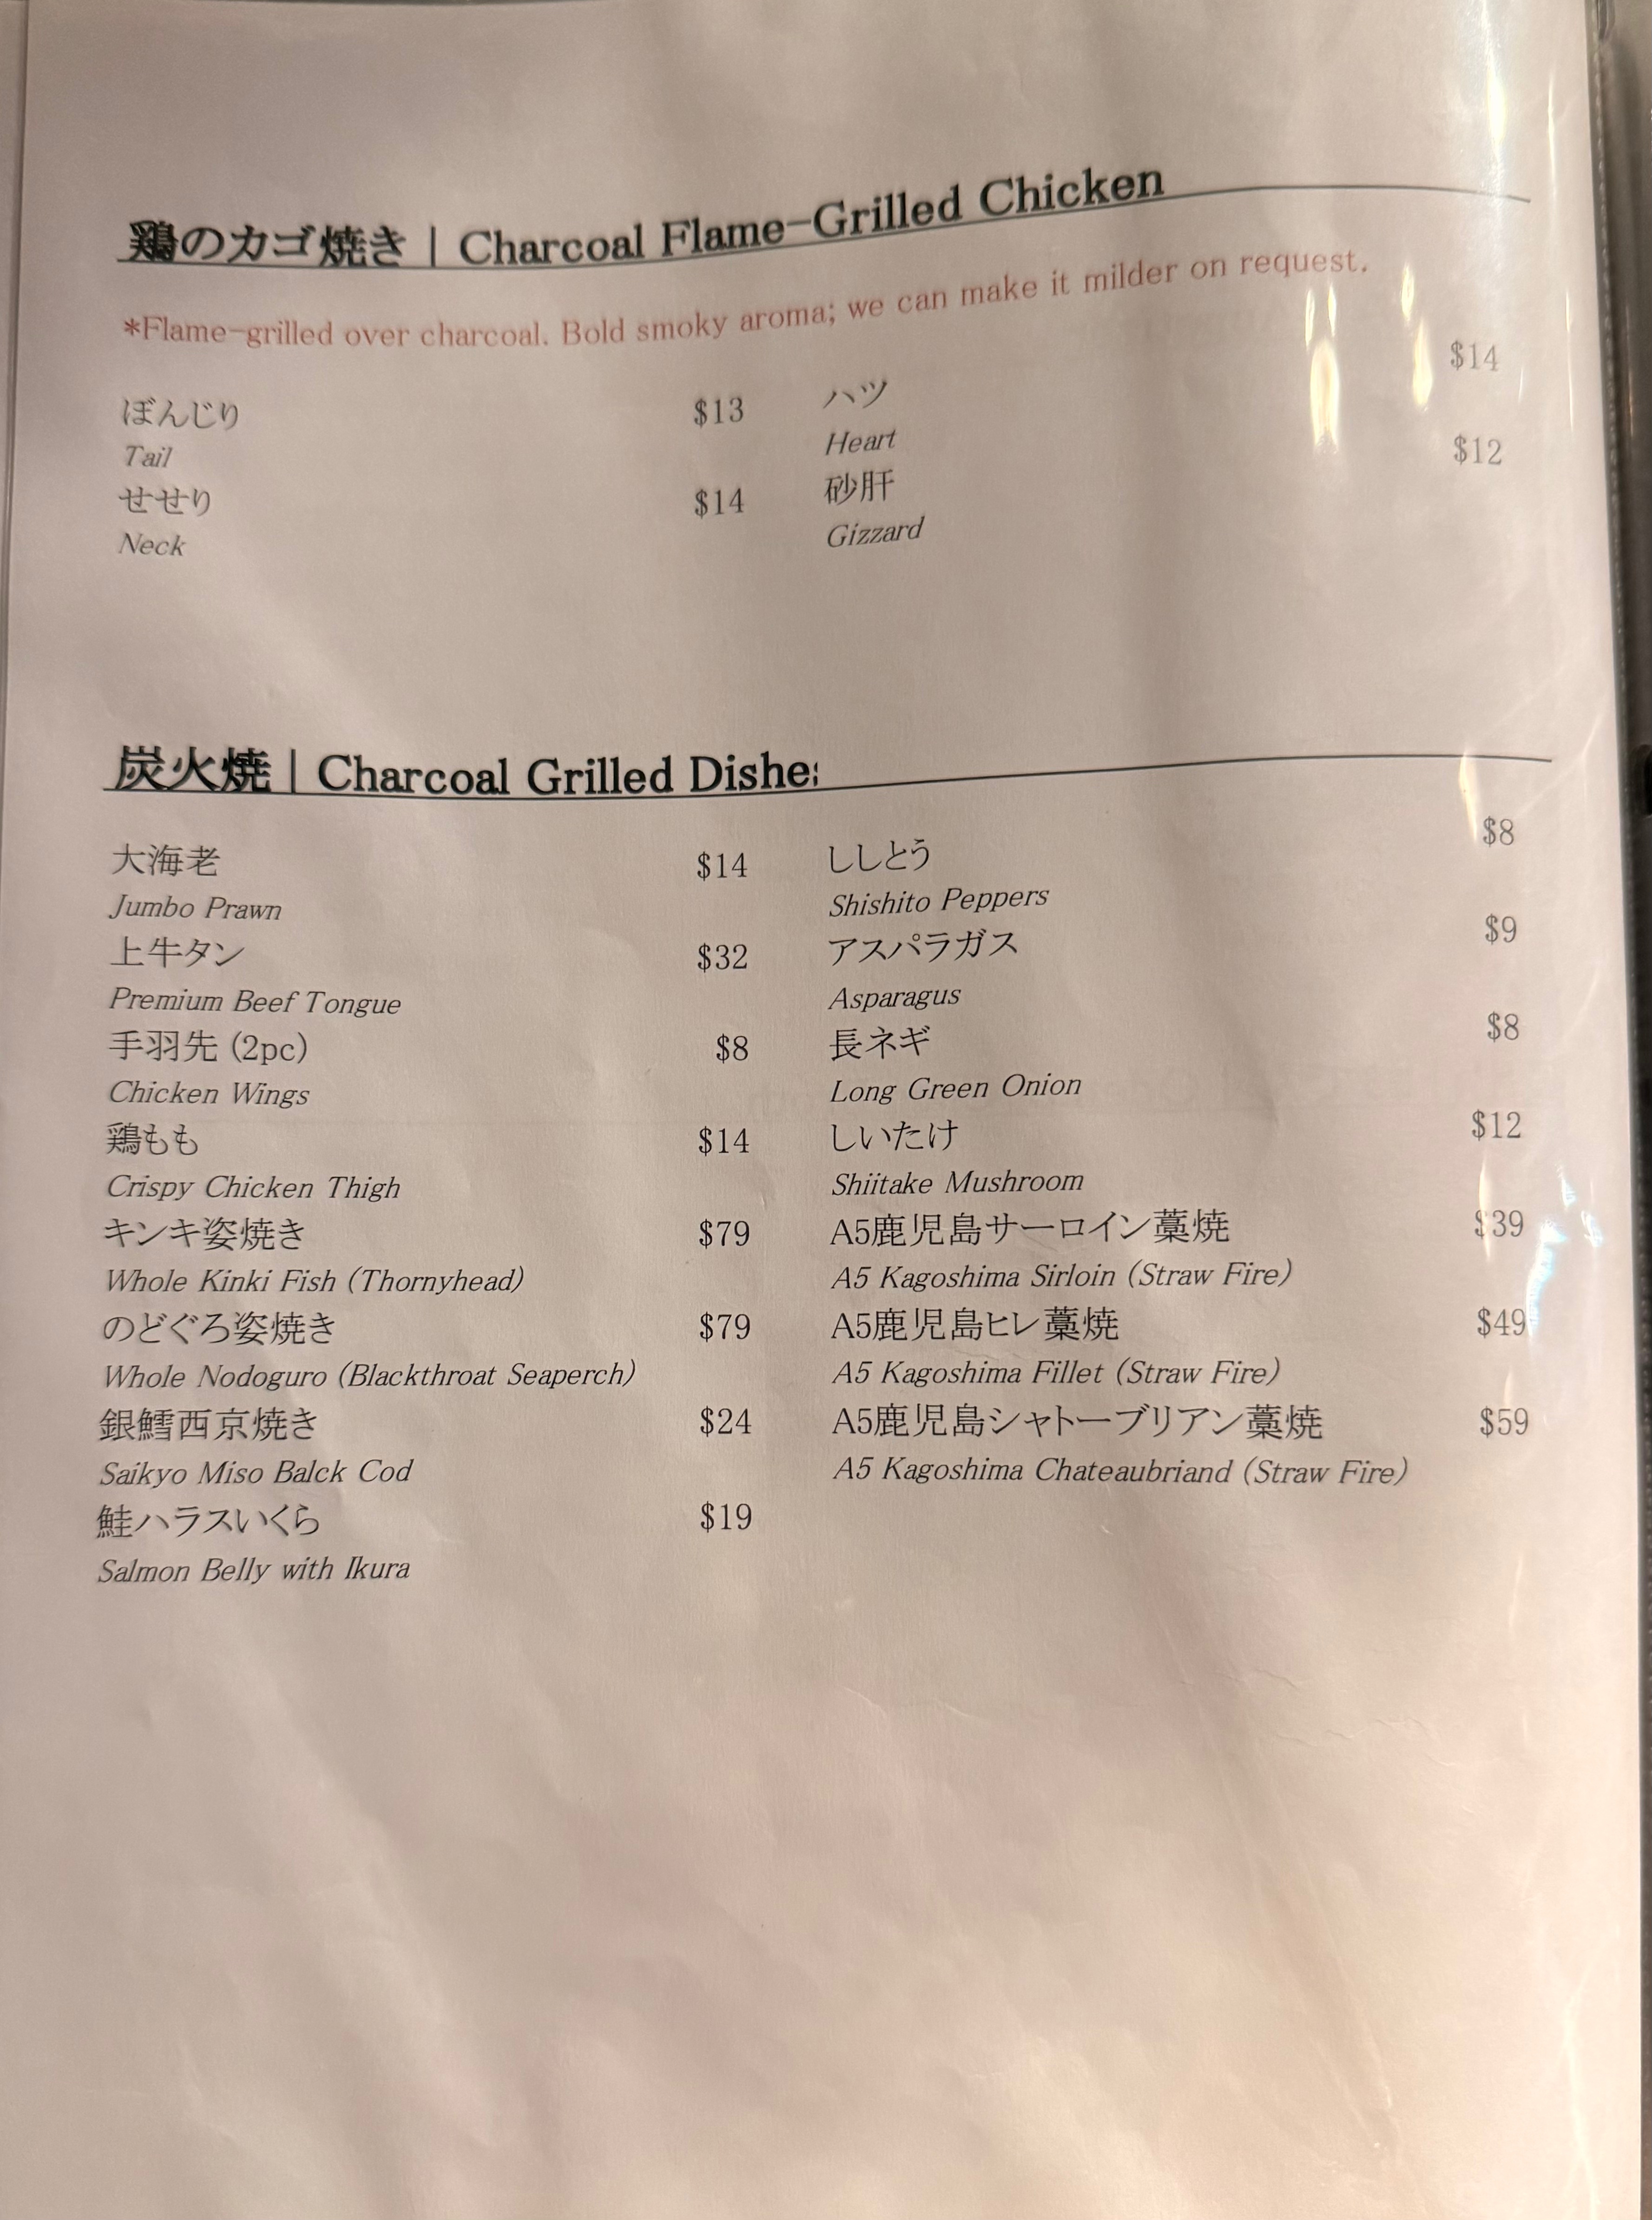 鶏のカゴ焼き | Charcoal Flame-Grilled Chicken
*Flame-grilled over charcoal. Bold smoky aroma; we can make it milder on request.
ぼんじり $13
Tail
せせり $14
Neck
ハツ $14
Heart
砂肝 $12
Gizzard
炭火焼 | Charcoal Grilled Dishes
大海老 $14
Jumbo Prawn
上牛タン $32
Premium Beef Tongue
手羽先 (2pc) $8
Chicken Wings
鶏もも $14
Crispy Chicken Thigh
キンキ姿焼き $79
Whole Kinki Fish (Thornyhead)
のどぐろ姿焼き $79
Whole Nodoguro (Blackthroat Seaperch)
銀鱈西京焼き $24
Saikyo Miso Balck Cod
鮭ハラスいくら $19
Salmon Belly with Ikura
ししとう $8
Shishito Peppers
アスパラガス $9
Asparagus
長ネギ $8
Long Green Onion
しいたけ $12
Shiitake Mushroom
A5鹿児島サーロイン藁焼 $39
A5 Kagoshima Sirloin (Straw Fire)
A5鹿児島ヒレ藁焼 $49
A5 Kagoshima Fillet (Straw Fire)
A5鹿児島シャトーブリアン藁焼 $59
A5 Kagoshima Chateaubriand (Straw Fire)